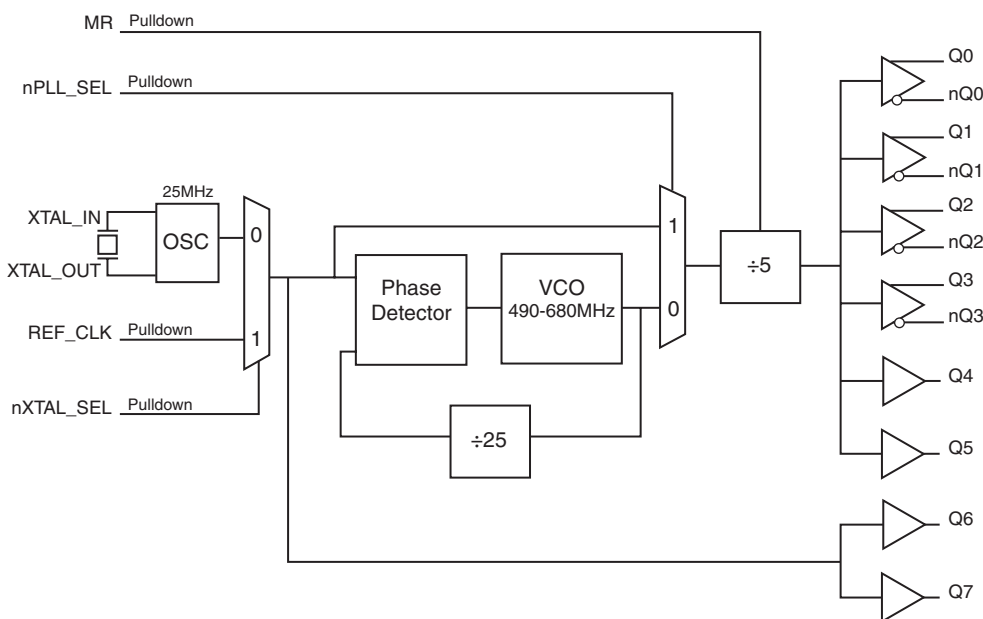 MR Pulldown
nPLL_SEL Pulldown
25MHz
XTAL_IN
OSC
XTAL_OUT
0
1
REF_CLK Pulldown
nXTAL_SEL Pulldown
Phase
Detector
VCO
490-680MHz
÷25
1
0
÷5
Q0
nQ0
Q1
nQ1
Q2
nQ2
Q3
nQ3
Q4
Q5
Q6
Q7